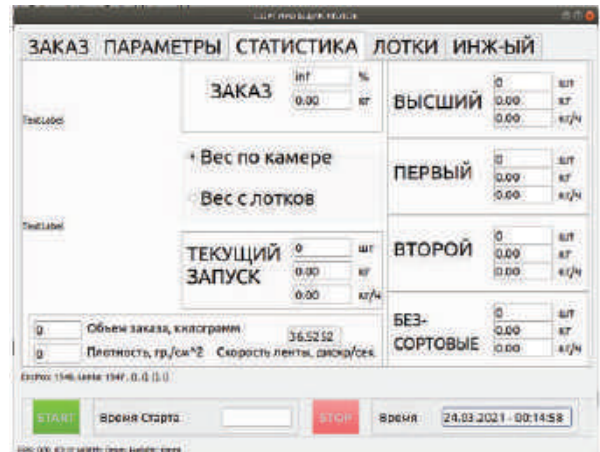 ЗАКАЗ ПАРАМЕТРЫ СТАТИСТИКА ЛОТКИ ИНЖ-ЫЙ
TextLabel
ЗАКАЗ
inf %
0.00 кг
ВЫСШИЙ
0 шт
0.00 кг
0.00 кг/ч
Вес по камере
Вес с лотков
ПЕРВЫЙ
0 шт
0.00 кг
0.00 кг/ч
TextLabel
ТЕКУЩИЙ ЗАПУСК
0 шт
0.00 кг
0.00 кг/ч
ВТОРОЙ
0 шт
0.00 кг
0.00 кг/ч
0 Объем заказа, килограмм
0 Плотность, гр./см^2
36.5252
Скорость ленты, дискр/сек
БЕЗ-
СОРТОВЫЕ
0 шт
0.00 кг
0.00 кг/ч
START Время Старта STOP Время 24.03.2021 - 00:14:58